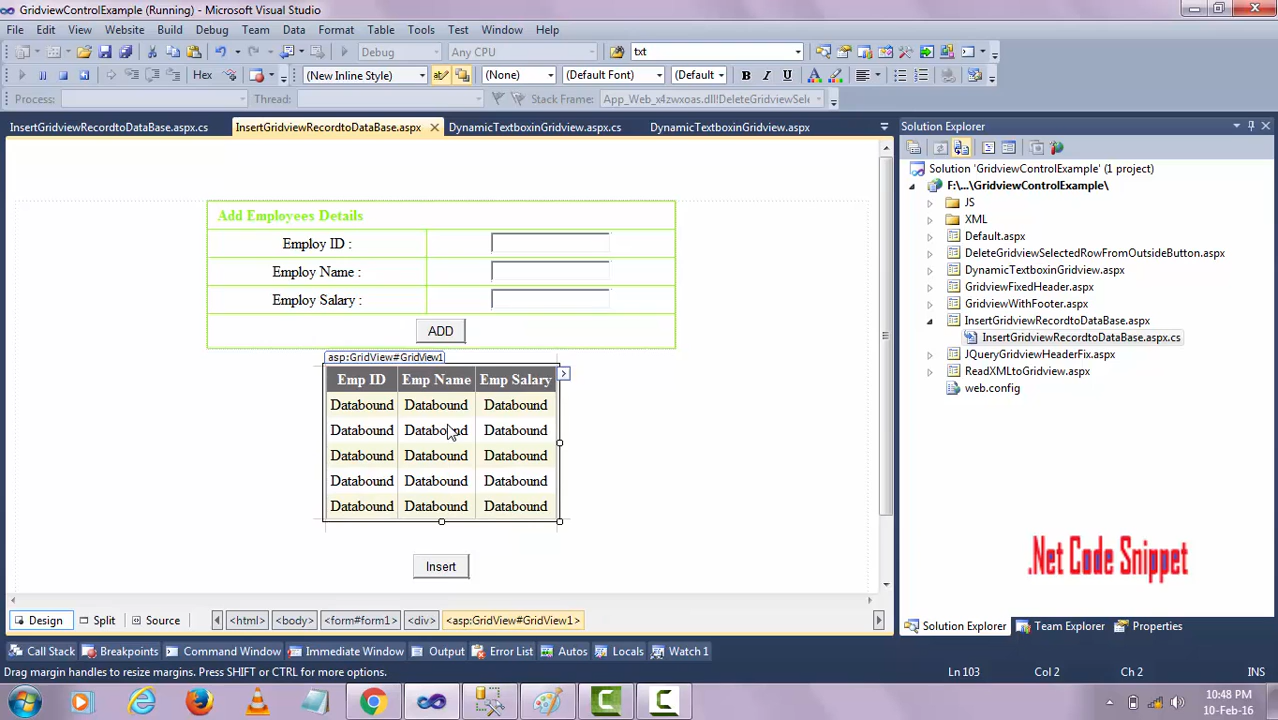 GridviewControlExample (Running) - Microsoft Visual Studio
File Edit View Website Build Debug Team Data Format Table Tools Test Window Help
Debug Any CPU txt
Hex (New Inline Style) (None) (Default Font) (Default B I U A
Process: Thread: Stack Frame: App_Web_x4zwxoas.dll!DeleteGridviewSele
InsertGridviewRecordtoDataBase.aspx.cs InsertGridviewRecordtoDataBase.aspx DynamicTextboxinGridview.aspx.cs DynamicTextboxinGridview.aspx
Add Employees Details
Employ ID :
Employ Name :
Employ Salary :
ADD
asp:GridView#GridView1
Emp ID Emp Name Emp Salary
Databound Databound Databound
Databound Databound Databound
Databound Databound Databound
Databound Databound Databound
Databound Databound Databound
Insert
Design Split Source <html> <body> <form#form1> <div> <asp:GridView#GridView1>
Solution Explorer
Solution 'GridviewControlExample' (1 project)
F:\...\GridviewControlExample\
JS
XML
Default.aspx
DeleteGridviewSelectedRowFromOutsideButton.aspx
DynamicTextboxinGridview.aspx
GridviewFixedHeader.aspx
GridviewWithFooter.aspx
InsertGridviewRecordtoDataBase.aspx
InsertGridviewRecordtoDataBase.aspx.cs
JQueryGridviewHeaderFix.aspx
ReadXMLtoGridview.aspx
web.config
.Net Code Snippet
Solution Explorer Team Explorer Properties
Call Stack Breakpoints Command Window Immediate Window Output Error List Autos Locals Watch 1
Drag margin handles to resize margins. Press SHIFT or CTRL for more options. Ln 103 Col 2 Ch 2 INS
10:48 PM
10-Feb-16